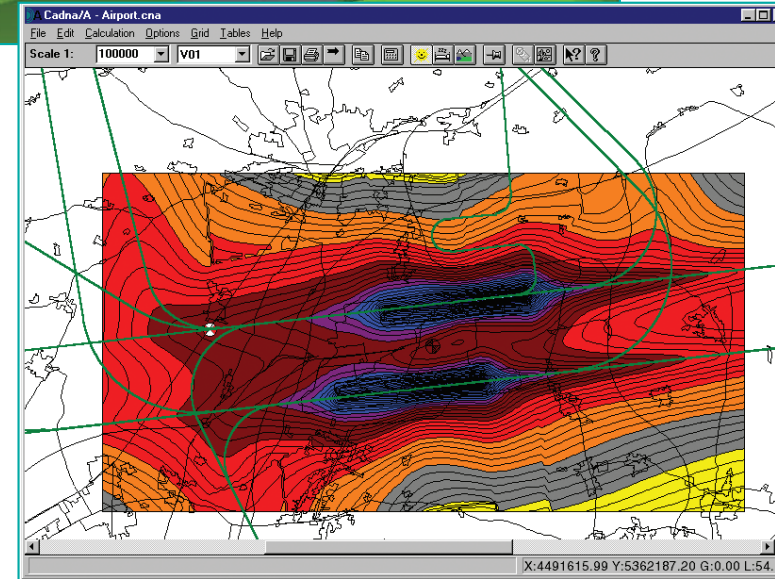 Cadna/A - Airport.cna
File Edit Calculation Options Grid Tables Help
Scale 1: 100000 V01
X:4491615.99 Y:5362187.20 G:0.00 L:54.